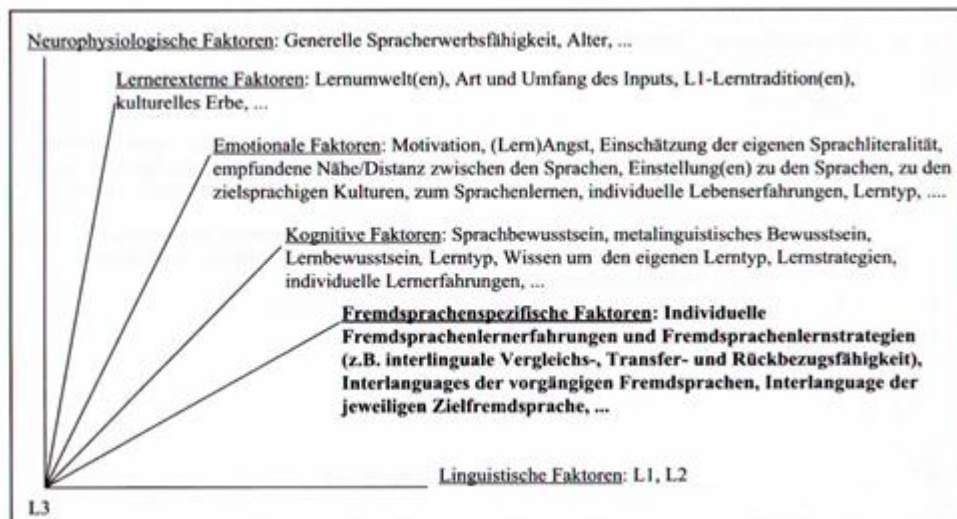 Neurophysiologische Faktoren: Generelle Spracherwerbsfähigkeit, Alter, ...
Lernerexterne Faktoren: Lernumwelt(en), Art und Umfang des Inputs, L1-Lerntradition(en),
kulturelles Erbe, ...
Emotionale Faktoren: Motivation, (Lern)Angst, Einschätzung der eigenen Sprachliteralität,
empfundene Nähe/Distanz zwischen den Sprachen, Einstellung(en) zu den Sprachen, zu den
zielsprachigen Kulturen, zum Sprachenlernen, individuelle Lebenserfahrungen, Lerntyp, ....
Kognitive Faktoren: Sprachbewusstsein, metalinguistisches Bewusstsein,
Lernbewusstsein, Lerntyp, Wissen um den eigenen Lerntyp, Lernstrategien,
individuelle Lernerfahrungen, ...
Fremdsprachenspezifische Faktoren: Individuelle
Fremdsprachenlernerfahrungen und Fremdsprachenlernstrategien
(z.B. interlinguale Vergleichs-, Transfer- und Rückbezugsfähigkeit),
Interlanguages der vorgängigen Fremdsprachen, Interlanguage der
jeweiligen Zielfremdsprache, ...
Linguistische Faktoren: L1, L2
L3